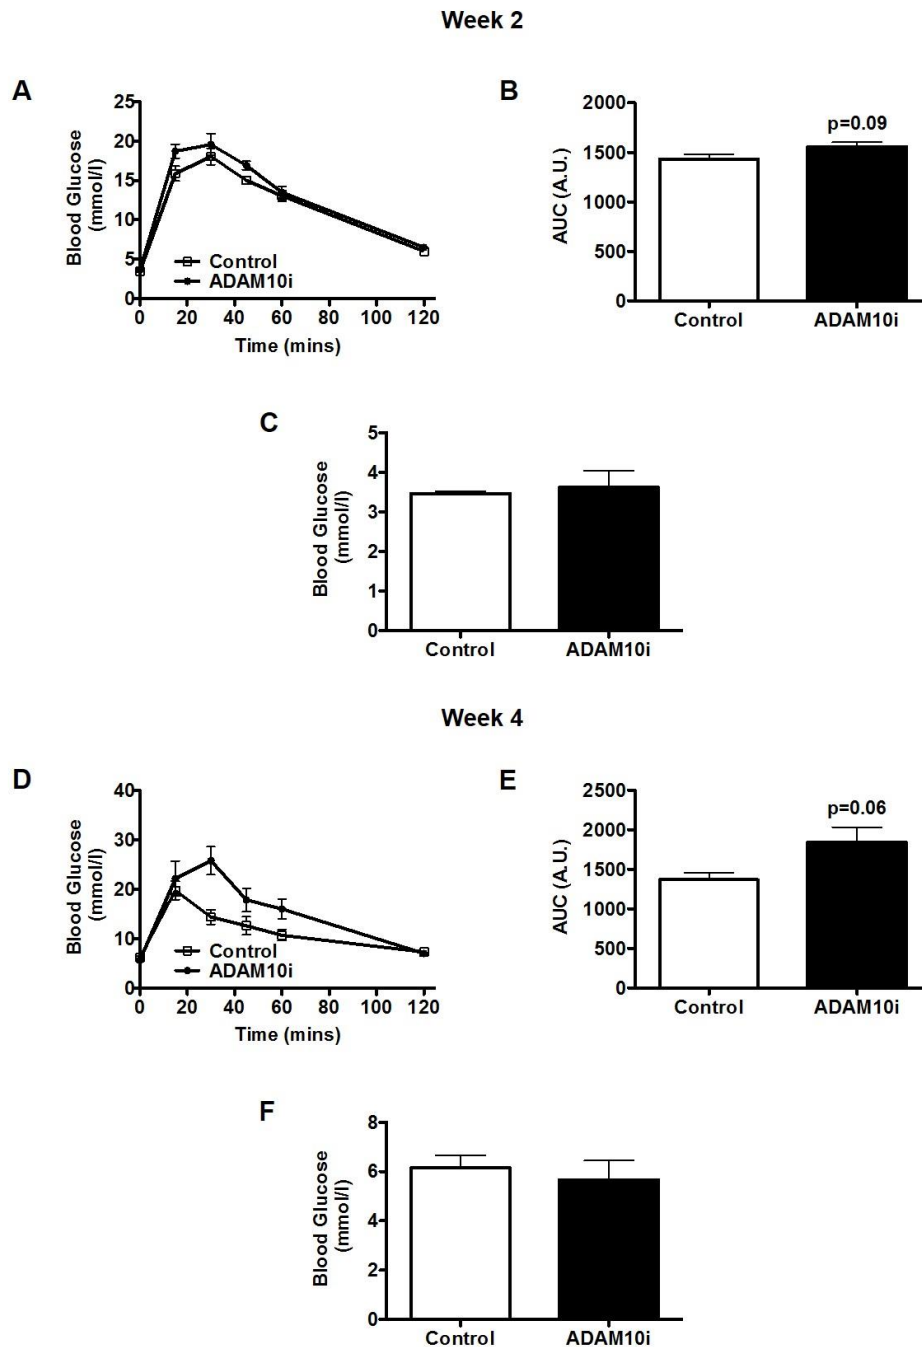 Week 2
A
Blood Glucose
(mmol/l)
25
20
15
10
5
0
Control
ADAM10i
0 20 40 60 80 100 120
Time (mins)
B
AUC (A.U.)
2000
1500
1000
500
0
p=0.09
Control ADAM10i
C
Blood Glucose
(mmol/l)
5
4
3
2
1
0
Control ADAM10i
Week 4
D
Blood Glucose
(mmol/l)
40
30
20
10
0
Control
ADAM10i
0 20 40 60 80 100 120
Time (mins)
E
AUC (A.U.)
2500
2000
1500
1000
500
0
p=0.06
Control ADAM10i
F
Blood Glucose
(mmol/l)
8
6
4
2
0
Control ADAM10i